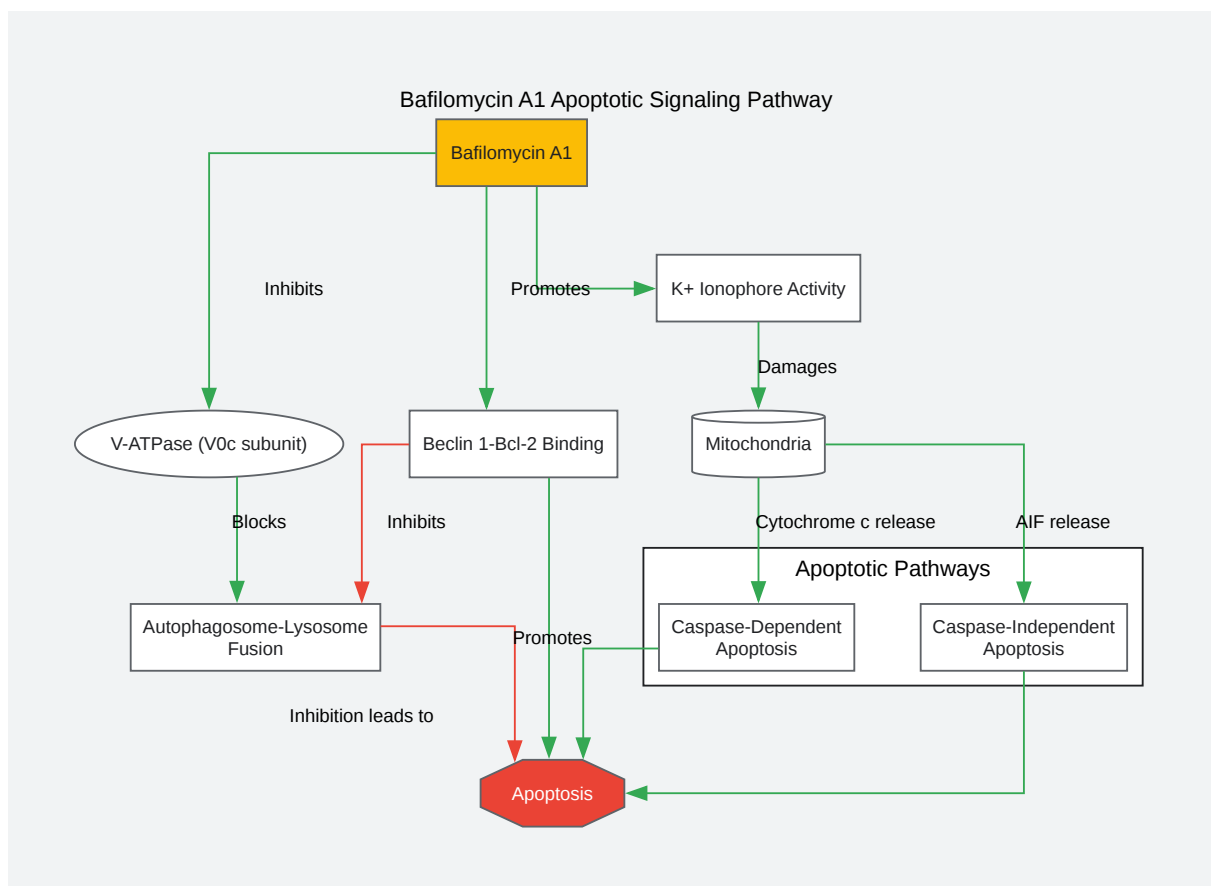 Bafilomycin A1 Apoptotic Signaling Pathway
Bafilomycin A1
Inhibits
Promotes
K+ Ionophore Activity
Damages
V-ATPase (V0c subunit)
Beclin 1-Bcl-2 Binding
Mitochondria
Blocks
Inhibits
Cytochrome c release
AIF release
Apoptotic Pathways
Autophagosome-Lysosome
Fusion
Promotes
Caspase-Dependent
Apoptosis
Caspase-Independent
Apoptosis
Inhibition leads to
Apoptosis